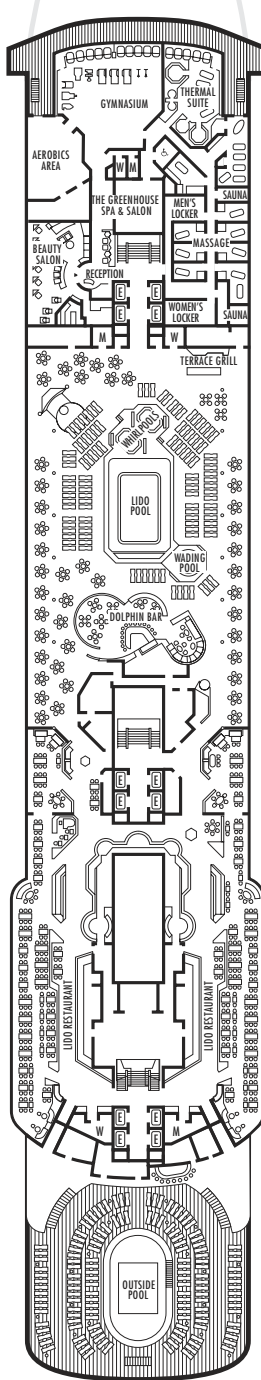 GYMNASIUM
THERMAL
SUITE
AEROBICS
AREA
W M
THE GREENHOUSE
SPA & SALON
SAUNA
MEN'S
LOCKER
BEAUTY
SALON
MASSAGE
RECEPTION
E E
E E
WOMEN'S
LOCKER
SAUNA
M W
TERRACE GRILL
WHIRLPOOLS
LIDO
POOL
WADING
POOL
DOLPHIN BAR
E E
E E
LIDO RESTAURANT
LIDO RESTAURANT
E E
E E
W M
OUTSIDE
POOL